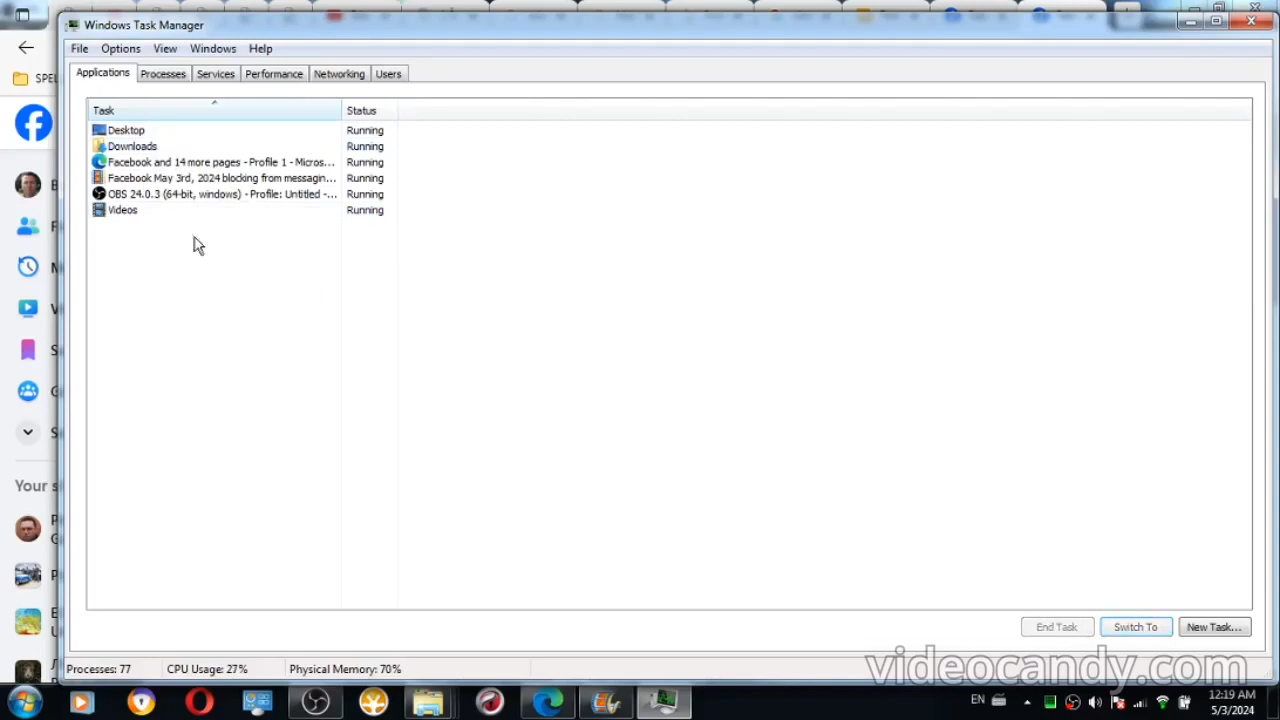 Windows Task Manager
File Options View Windows Help
SPEL
Applications Processes Services Performance Networking Users
Task Status
Desktop Running
Downloads Running
Facebook and 14 more pages - Profile 1 - Micros... Running
Facebook May 3rd, 2024 blocking from messagin... Running
OBS 24.0.3 (64-bit, windows) - Profile: Untitled -... Running
Videos Running
Your s
End Task Switch To New Task...
Processes: 77 CPU Usage: 27% Physical Memory: 70%
videocandy.com
EN 12:19 AM
5/3/2024